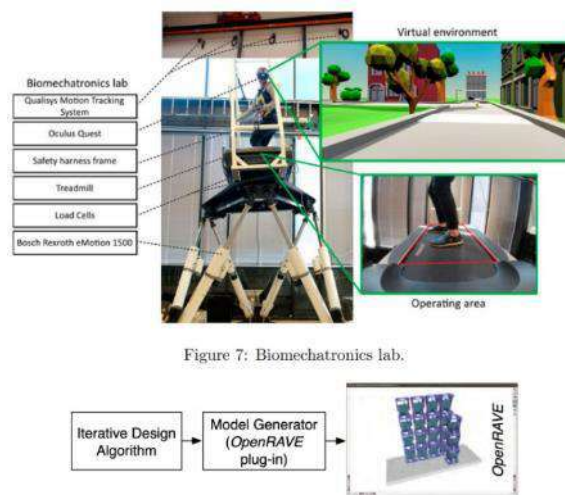 Virtual environment
Biomechatronics lab
Qualisys Motion Tracking
System
Oculus Quest
Safety harness frame
Treadmill
Load Cells
Bosch Rexroth eMotion 1500
Operating area
Figure 7: Biomechatronics lab.
Iterative Design
Algorithm
Model Generator
(OpenRAVE
plug-in)
OpenRAVE